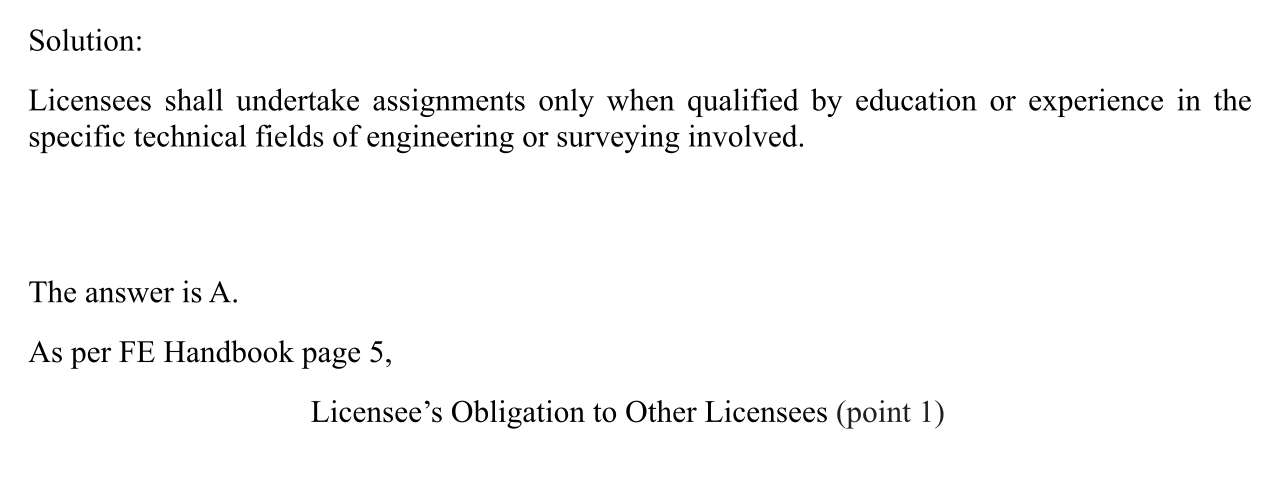 Solution:
Licensees shall undertake assignments only when qualified by education or experience in the
specific technical fields of engineering or surveying involved.
The answer is A.
As per FE Handbook page 5,
Licensee’s Obligation to Other Licensees (point 1)